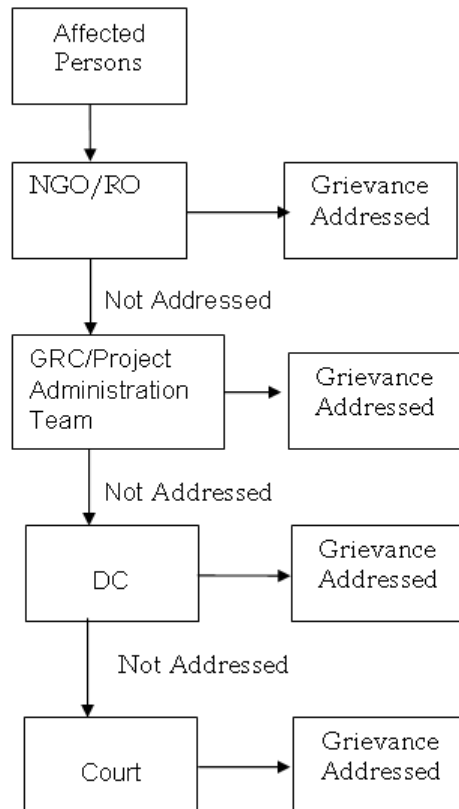 Affected
Persons
NGO/RO
Grievance
Addressed
Not Addressed
GRC/Project
Administration
Team
Grievance
Addressed
Not Addressed
DC
Grievance
Addressed
Not Addressed
Court
Grievance
Addressed